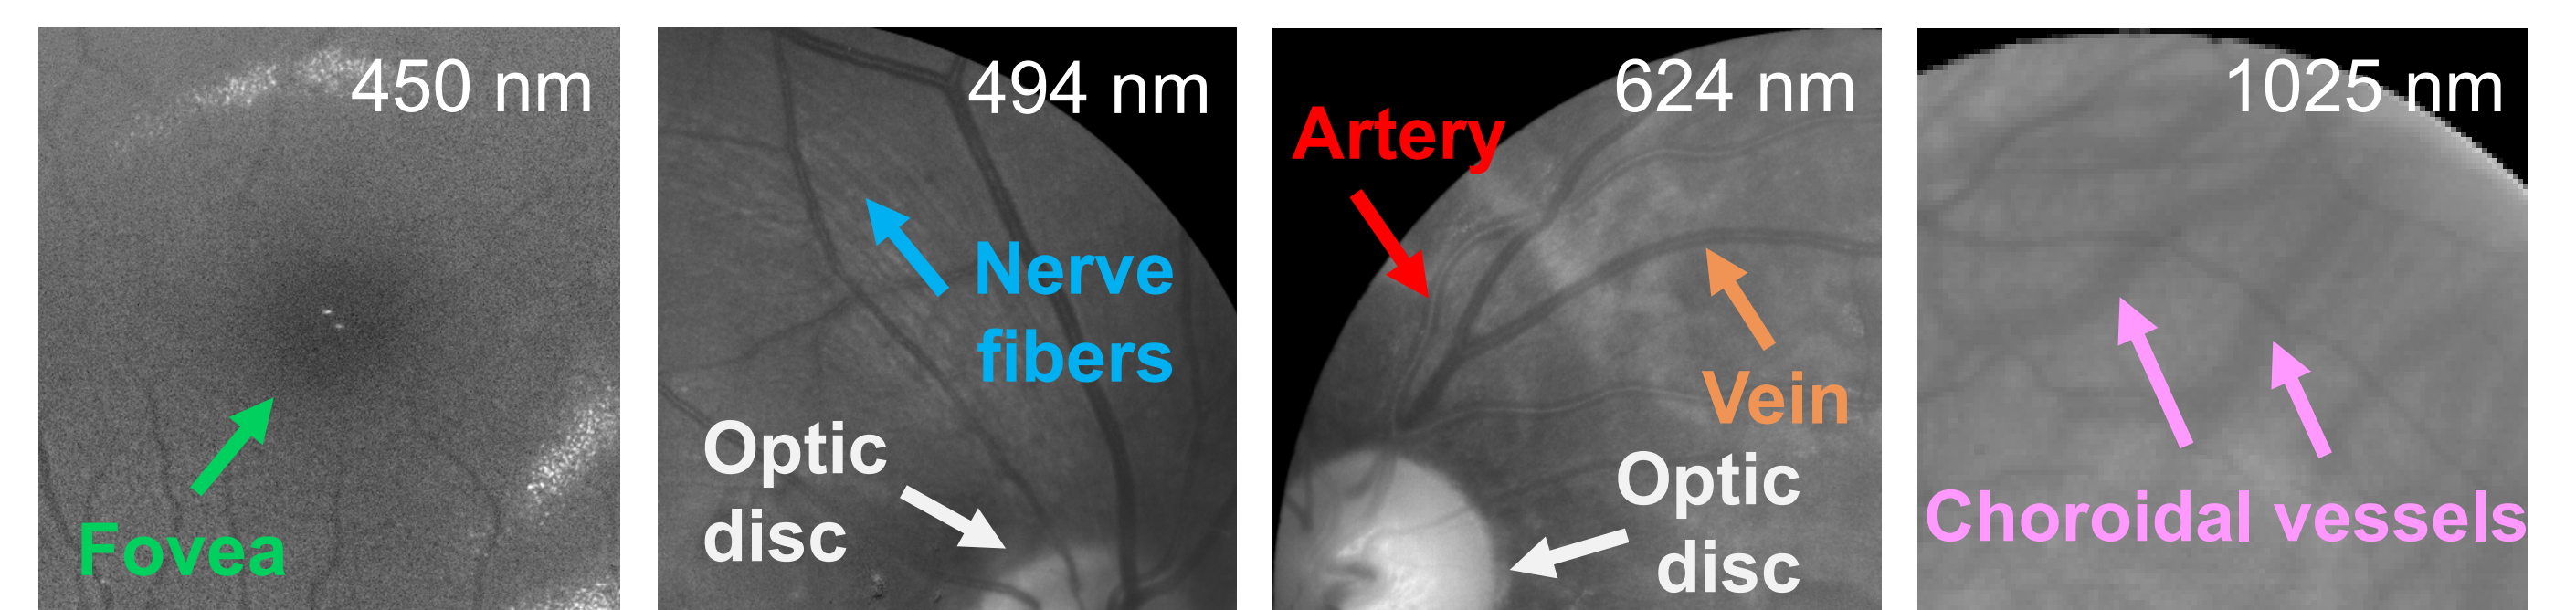 450 nm
Fovea
494 nm
Nerve
fibers
Optic
disc
624 nm
Artery
Vein
Optic
disc
1025 nm
Choroidal vessels